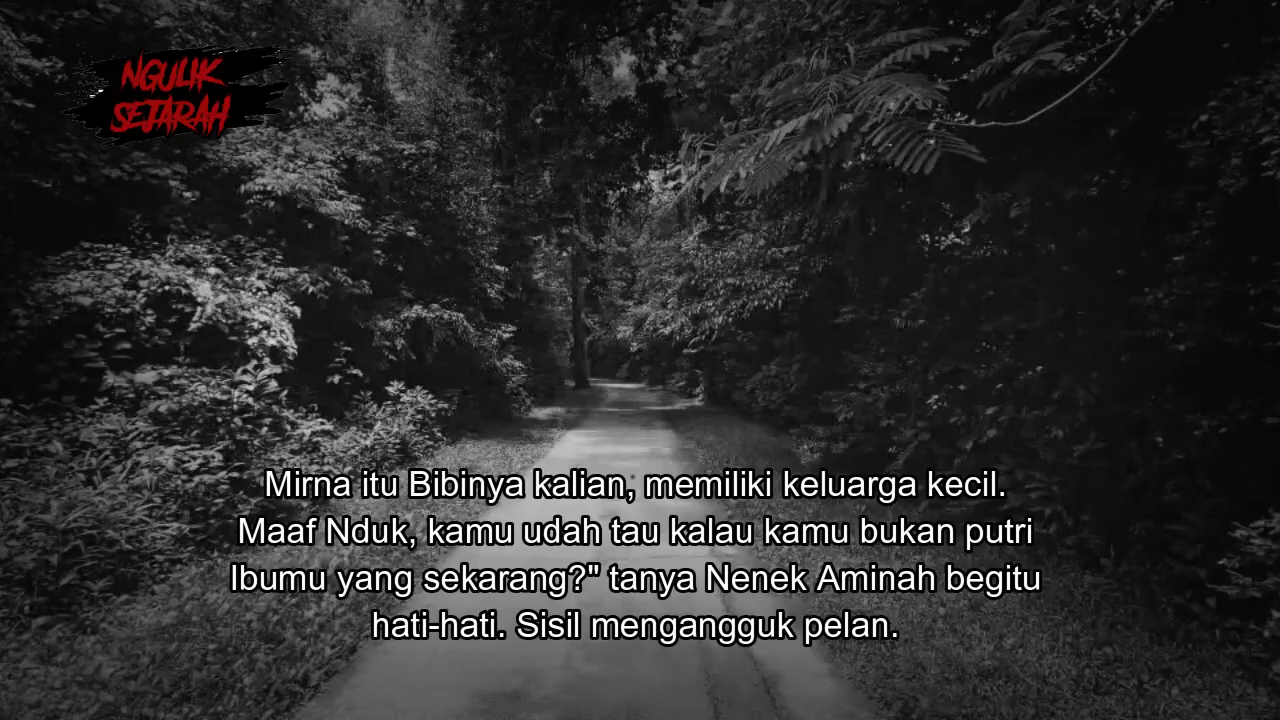 NGULIK
SEJARAH
Mirna itu Bibinya kalian, memiliki keluarga kecil.
Maaf Nduk, kamu udah tau kalau kamu bukan putri
Ibumu yang sekarang?" tanya Nenek Aminah begitu
hati-hati. Sisil mengangguk pelan.